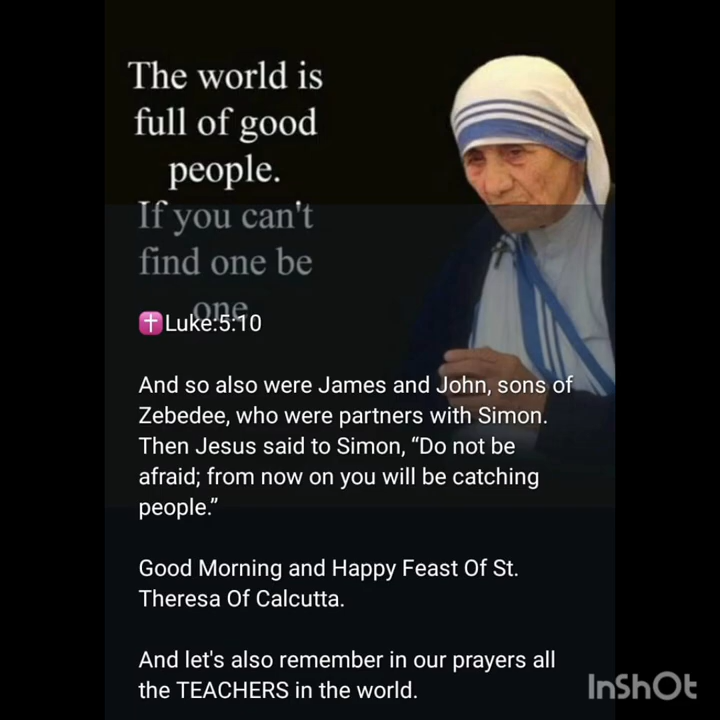 The world is
full of good
people.
If you can't
find one be
one
✝️Luke:5:10
And so also were James and John, sons of
Zebedee, who were partners with Simon.
Then Jesus said to Simon, “Do not be
afraid; from now on you will be catching
people.”
Good Morning and Happy Feast Of St.
Theresa Of Calcutta.
And let's also remember in our prayers all
the TEACHERS in the world.
InShOt